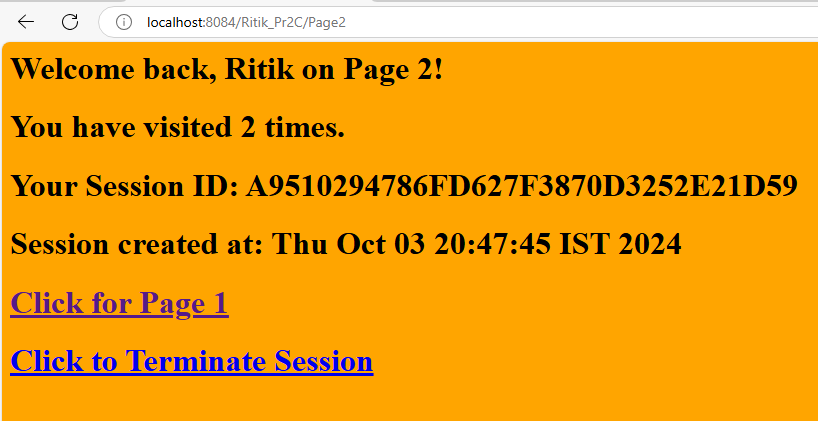 localhost:8084/Ritik_Pr2C/Page2
Welcome back, Ritik on Page 2!
You have visited 2 times.
Your Session ID: A9510294786FD627F3870D3252E21D59
Session created at: Thu Oct 03 20:47:45 IST 2024
Click for Page 1
Click to Terminate Session